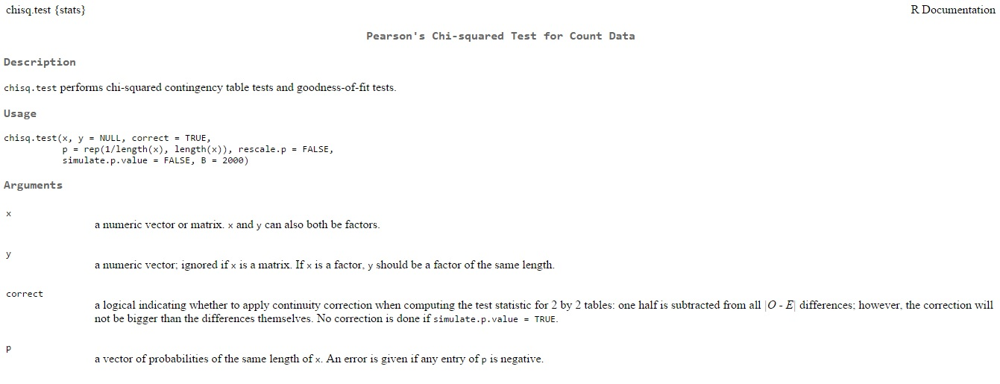 chisq.test {stats}
R Documentation
Pearson's Chi-squared Test for Count Data
Description
chisq.test performs chi-squared contingency table tests and goodness-of-fit tests.
Usage
chisq.test(x, y = NULL, correct = TRUE,
p = rep(1/length(x), length(x)), rescale.p = FALSE,
simulate.p.value = FALSE, B = 2000)
Arguments
x
a numeric vector or matrix. x and y can also both be factors.
y
a numeric vector; ignored if x is a matrix. If x is a factor, y should be a factor of the same length.
correct
a logical indicating whether to apply continuity correction when computing the test statistic for 2 by 2 tables: one half is subtracted from all |O - E| differences; however, the correction will
not be bigger than the differences themselves. No correction is done if simulate.p.value = TRUE.
p
a vector of probabilities of the same length of x. An error is given if any entry of p is negative.